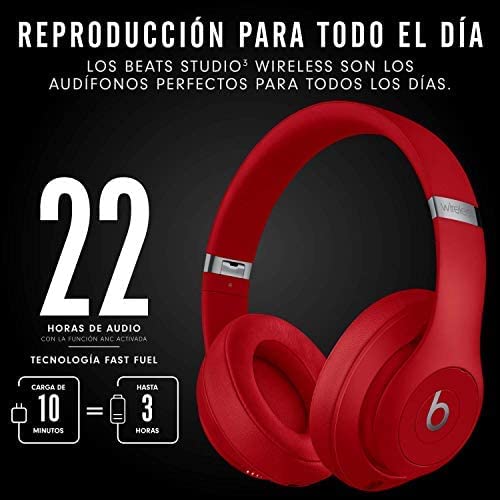 REPRODUCCIÓN PARA TODO EL DÍA
LOS BEATS STUDIO³ WIRELESS SON LOS
AUDÍFONOS PERFECTOS PARA TODOS LOS DÍAS.
22
HORAS DE AUDIO
CON LA FUNCIÓN ANC ACTIVADA
TECNOLOGÍA FAST FUEL
CARGA DE
10
MINUTOS
=
HASTA
3
HORAS
wireless
b